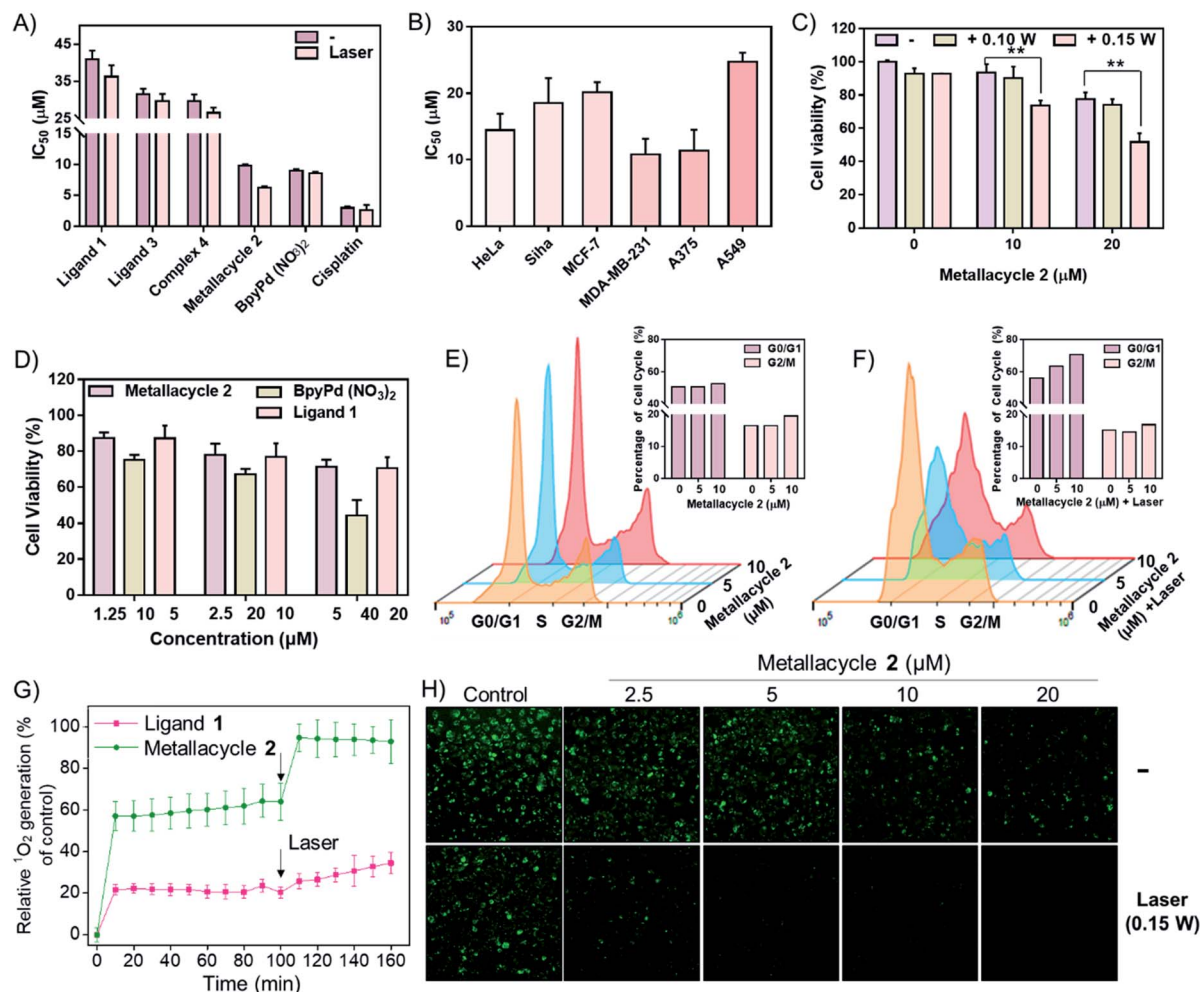 A)
-
Laser
IC₅₀ (μM)
45
35
25
15
10
5
0
Ligand 1
Ligand 3
Complex 4
Metallacycle 2
BpyPd (NO³)₂
Cisplatin
B)
IC₅₀ (μM)
30
20
10
0
HeLa
Siha
MCF-7
MDA-MB-231
A375
A549
C)
- + 0.10 W + 0.15 W
** **
Cell viability (%)
120
100
80
60
40
20
0
0 10 20
Metallacycle 2 (μM)
D)
Metallacycle 2 BpyPd (NO₃)₂
Ligand 1
Cell Viability (%)
120
100
80
60
40
20
0
1.25 10 5 2.5 20 10 5 40 20
Concentration (μM)
E)
Percentage of Cell Cycle (%)
G0/G1
G2/M
80
60
40
20
10
0
0 5 10 0 5 10
Metallacycle 2 (μM)
10
5
0
Metallacycle 2
(μM)
10⁵
G0/G1 S G2/M
F)
Percentage of Cell Cycle (%)
G0/G1
G2/M
80
60
40
20
10
0
0 5 10 0 5 10
Metallacycle 2 (μM) + Laser
10
5
0
Metallacycle 2
(μM) +Laser
10⁵
G0/G1 S G2/M
G)
Ligand 1
Metallacycle 2
Laser
Relative ¹O₂ generation (%
of control)
100
80
60
40
20
0
0 20 40 60 80 100 120 140 160
Time (min)
H)
Metallacycle 2 (μM)
Control 2.5 5 10 20
-
Laser
(0.15 W)